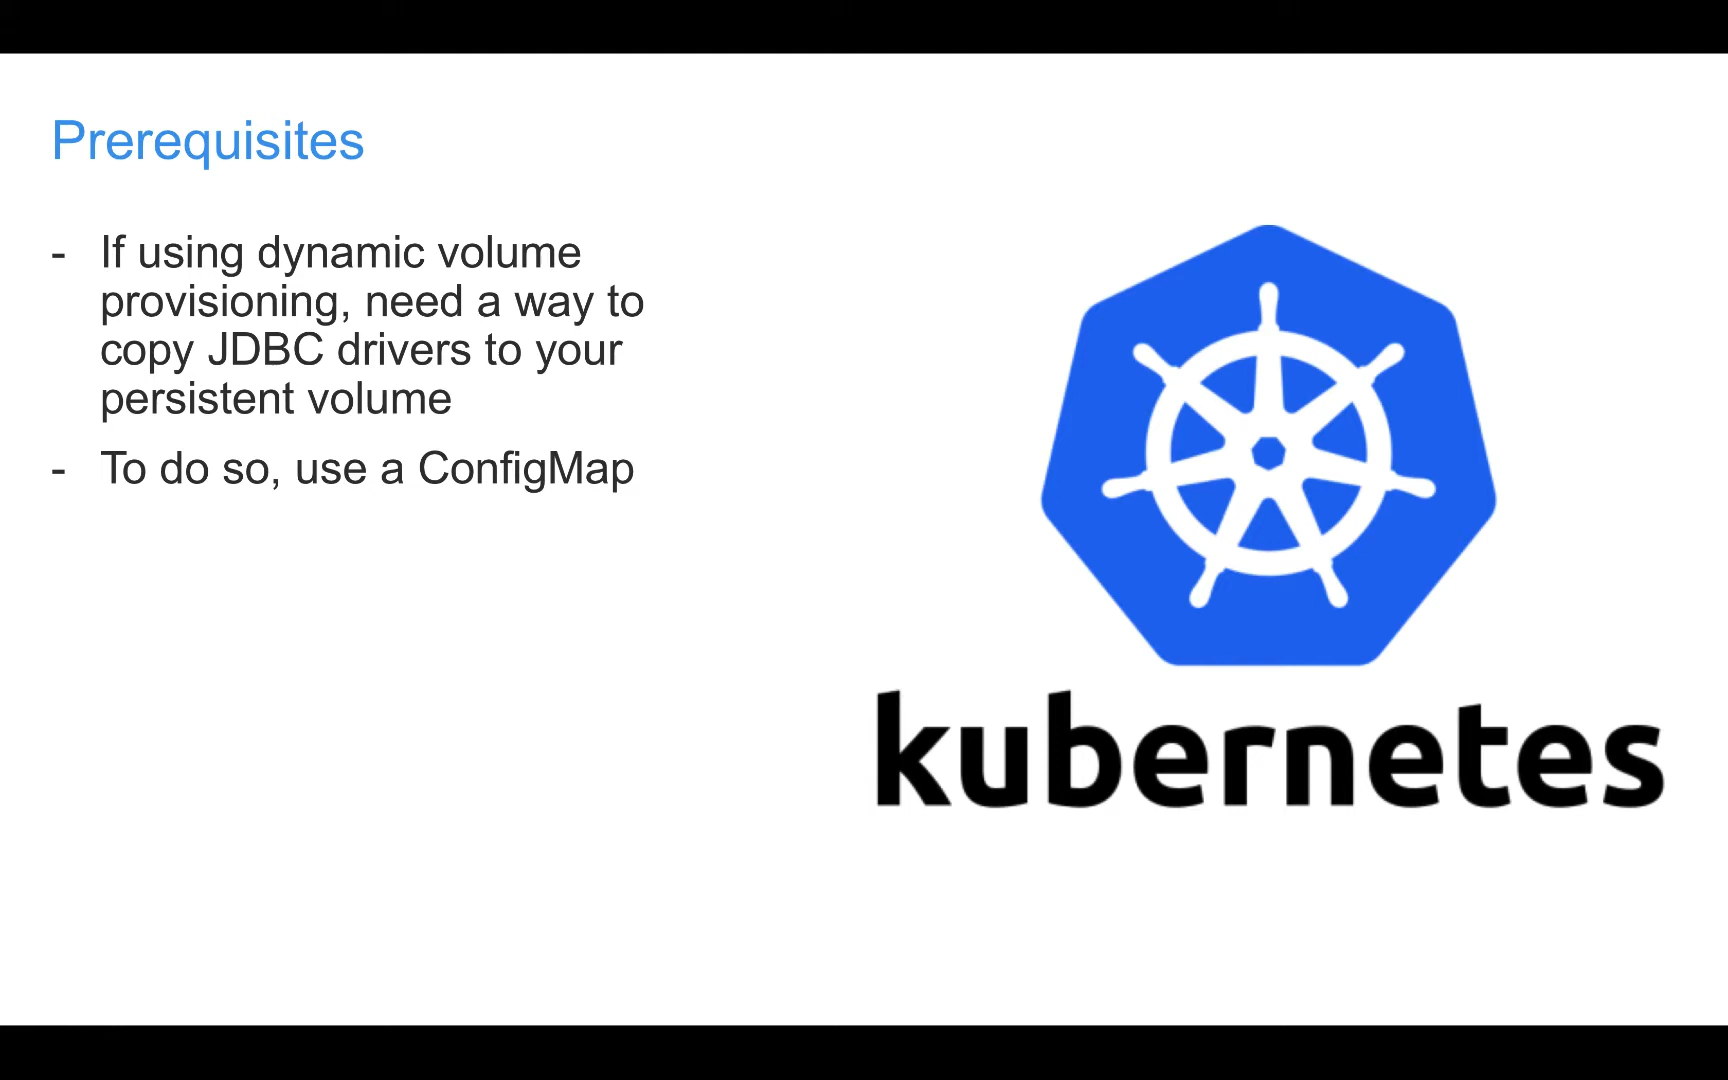 Prerequisites
- If using dynamic volume
provisioning, need a way to
copy JDBC drivers to your
persistent volume
- To do so, use a ConfigMap
kubernetes